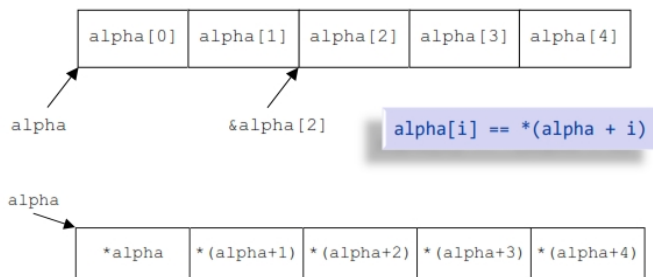 alpha[0] alpha[1] alpha[2] alpha[3] alpha[4]
alpha &alpha[2] alpha[i] == *(alpha + i)
alpha
*alpha *(alpha+1) *(alpha+2) *(alpha+3) *(alpha+4)